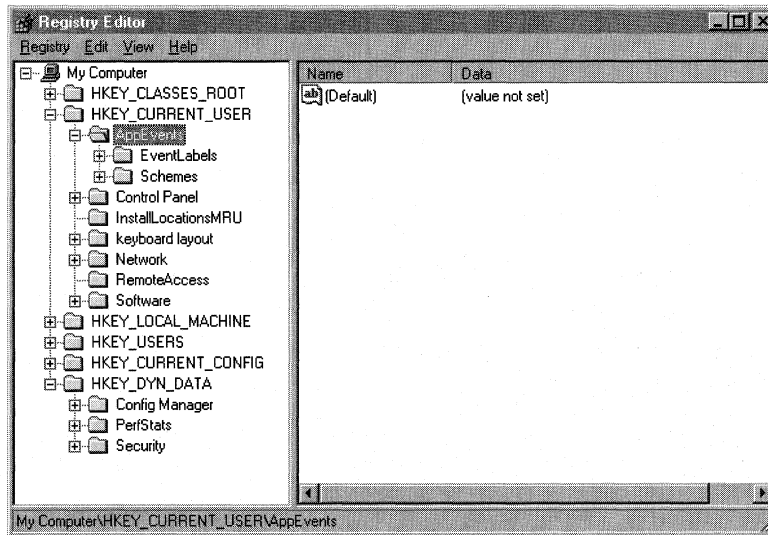 Registry Editor
Registry Edit View Help
My Computer
HKEY_CLASSES_ROOT
HKEY_CURRENT_USER
AppEvents
EventLabels
Schemes
Control Panel
InstallLocationsMRU
keyboard layout
Network
RemoteAccess
Software
HKEY_LOCAL_MACHINE
HKEY_USERS
HKEY_CURRENT_CONFIG
HKEY_DYN_DATA
Config Manager
PerfStats
Security
Name Data
ab (Default) (value not set)
My Computer\HKEY_CURRENT_USER\AppEvents